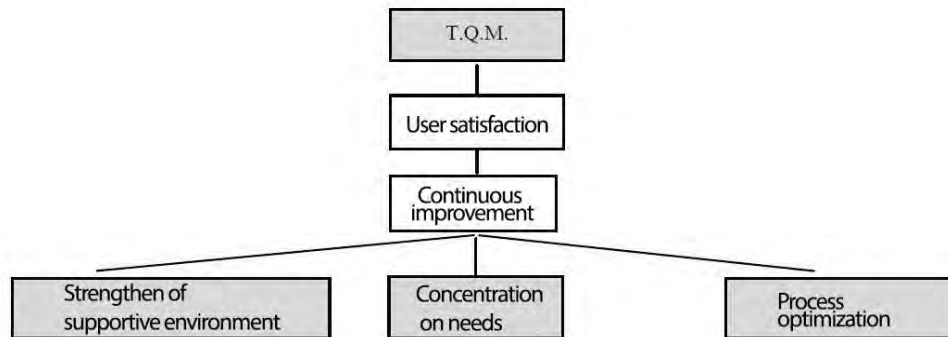 T.Q.M.
User satisfaction
Continuous
improvement
Strengthen of
supportive environment
Concentration
on needs
Process
optimization